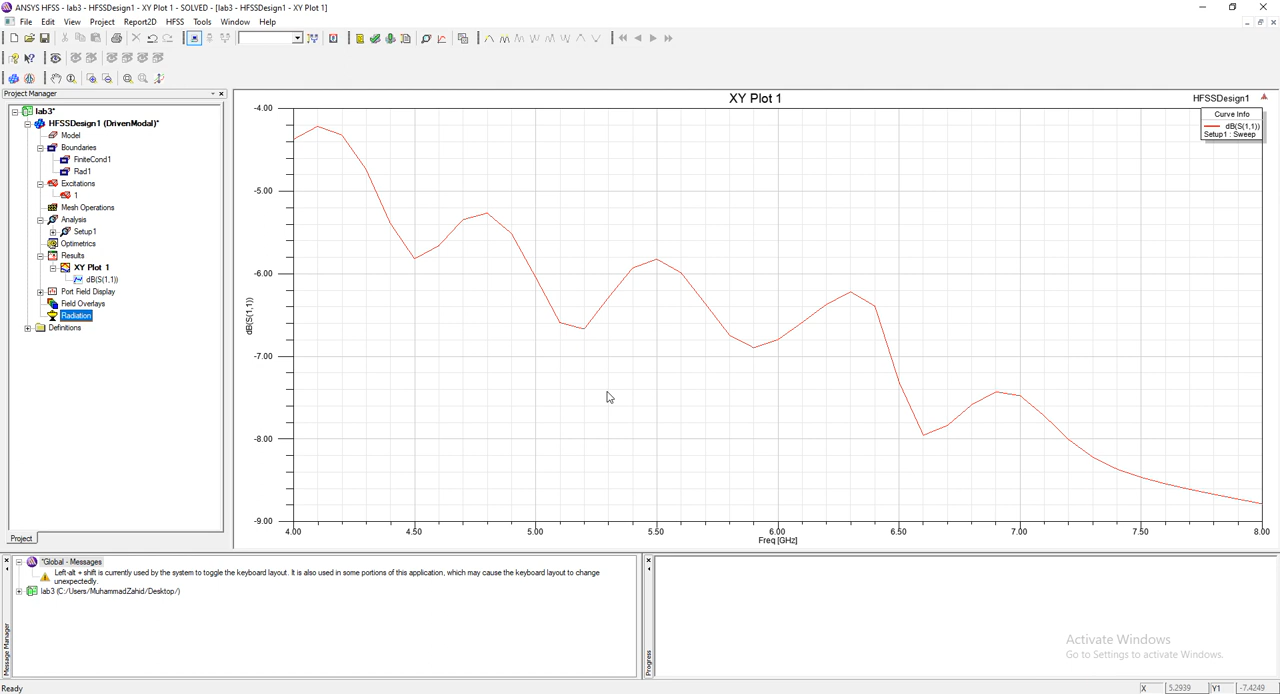 ANSYS HFSS - lab3 - HFSSDesign1 - XY Plot 1 - SOLVED - [lab3 - HFSSDesign1 - XY Plot 1]
File Edit View Project Report2D HFSS Tools Window Help
Project Manager
lab3*
HFSSDesign1 (DrivenModal)*
Model
Boundaries
FiniteCond1
Rad1
Excitations
1
Mesh Operations
Analysis
Setup1
Optimetrics
Results
XY Plot 1
dB(S(1,1))
Port Field Display
Field Overlays
Radiation
Definitions
Project
XY Plot 1
HFSSDesign1
Curve Info
dB(S(1,1))
Setup1 : Sweep
-4.00
-5.00
-6.00
-7.00
-8.00
-9.00
dB(S(1,1))
4.00 4.50 5.00 5.50 6.00 6.50 7.00 7.50 8.00
Freq [GHz]
*Global - Messages
Left-alt + shift is currently used by the system to toggle the keyboard layout. It is also used in some portions of this application, which may cause the keyboard layout to change
unexpectedly.
lab3 (C:/Users/MuhammadZahid/Desktop/)
Message Manager
Progress
Activate Windows
Go to Settings to activate Windows.
Ready
X 5.2939 Y1 -7.4249